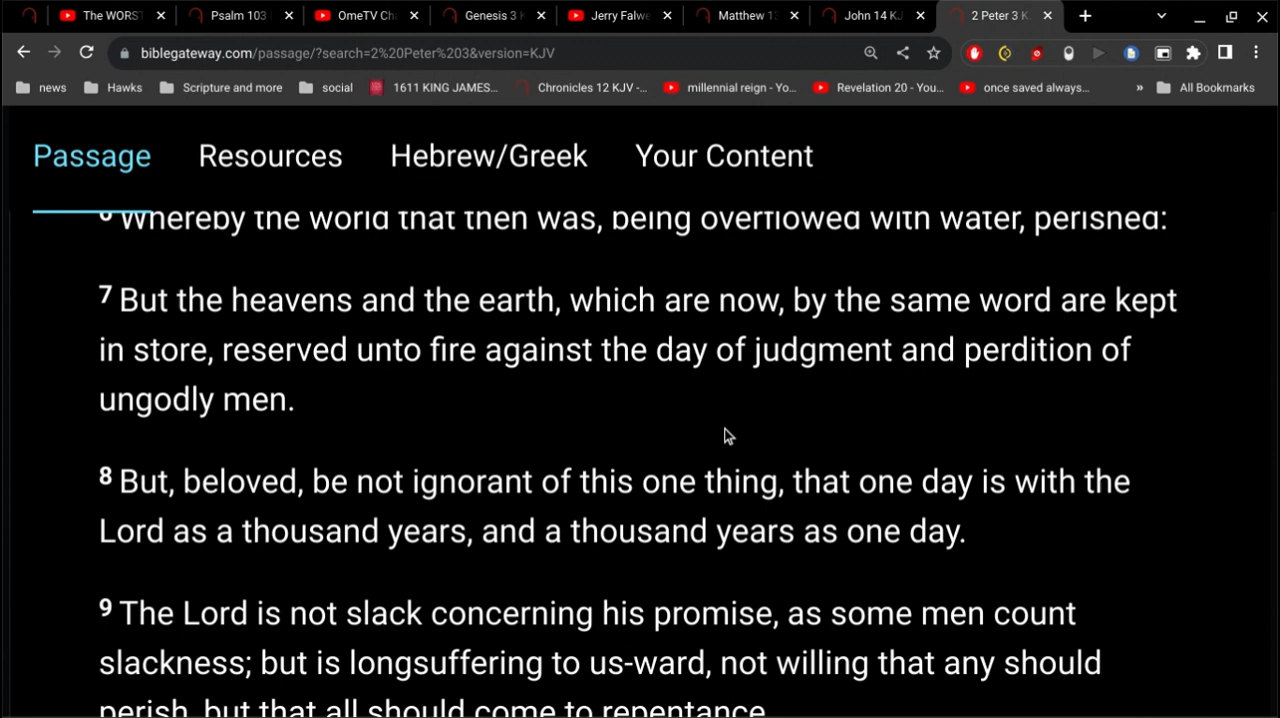 The WORS
Psalm 103
OmeTV Ch
Genesis 3 K
Jerry Falwe
Matthew 13
John 14 KJ
2 Peter 3 K
biblegateway.com/passage/?search=2%20Peter%203&version=KJV
news
Hawks
Scripture and more
social
1611 KING JAMES...
Chronicles 12 KJV -...
millennial reign - Yo...
Revelation 20 - You...
once saved always...
»
All Bookmarks
Passage
Resources
Hebrew/Greek
Your Content
6 Whereby the world that then was, being overflowed with water, perished:
7 But the heavens and the earth, which are now, by the same word are kept
in store, reserved unto fire against the day of judgment and perdition of
ungodly men.
8 But, beloved, be not ignorant of this one thing, that one day is with the
Lord as a thousand years, and a thousand years as one day.
9 The Lord is not slack concerning his promise, as some men count
slackness; but is longsuffering to us-ward, not willing that any should
perish, but that all should come to repentance.